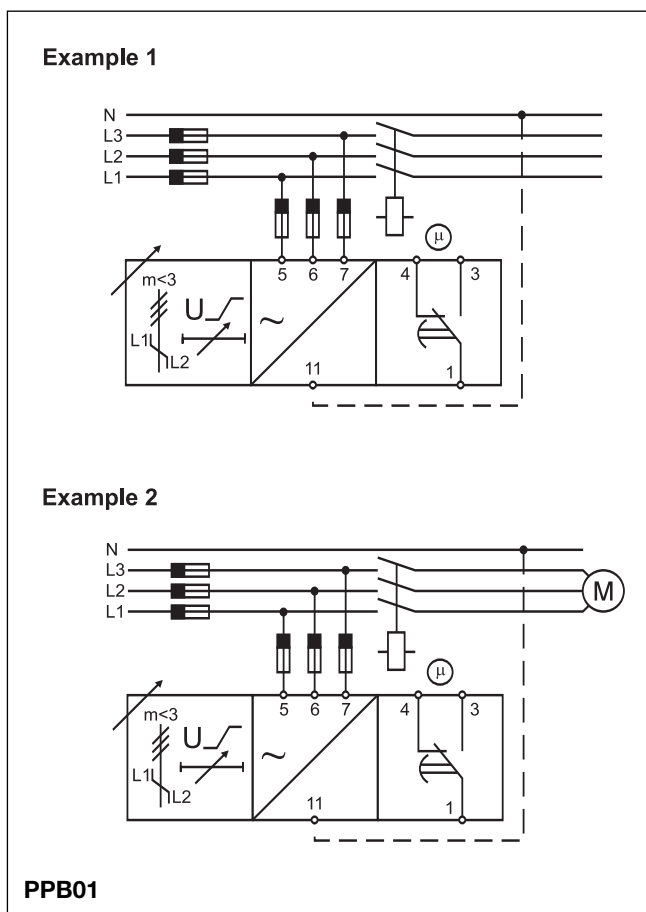 Example 1
N
L3
L2
L1
µ
5 6 7 4 3
m<3
U
L1
L2
~
11
1
Example 2
N
L3
L2
L1
M
µ
5 6 7 4 3
m<3
U
L1
L2
~
11
1
PPB01